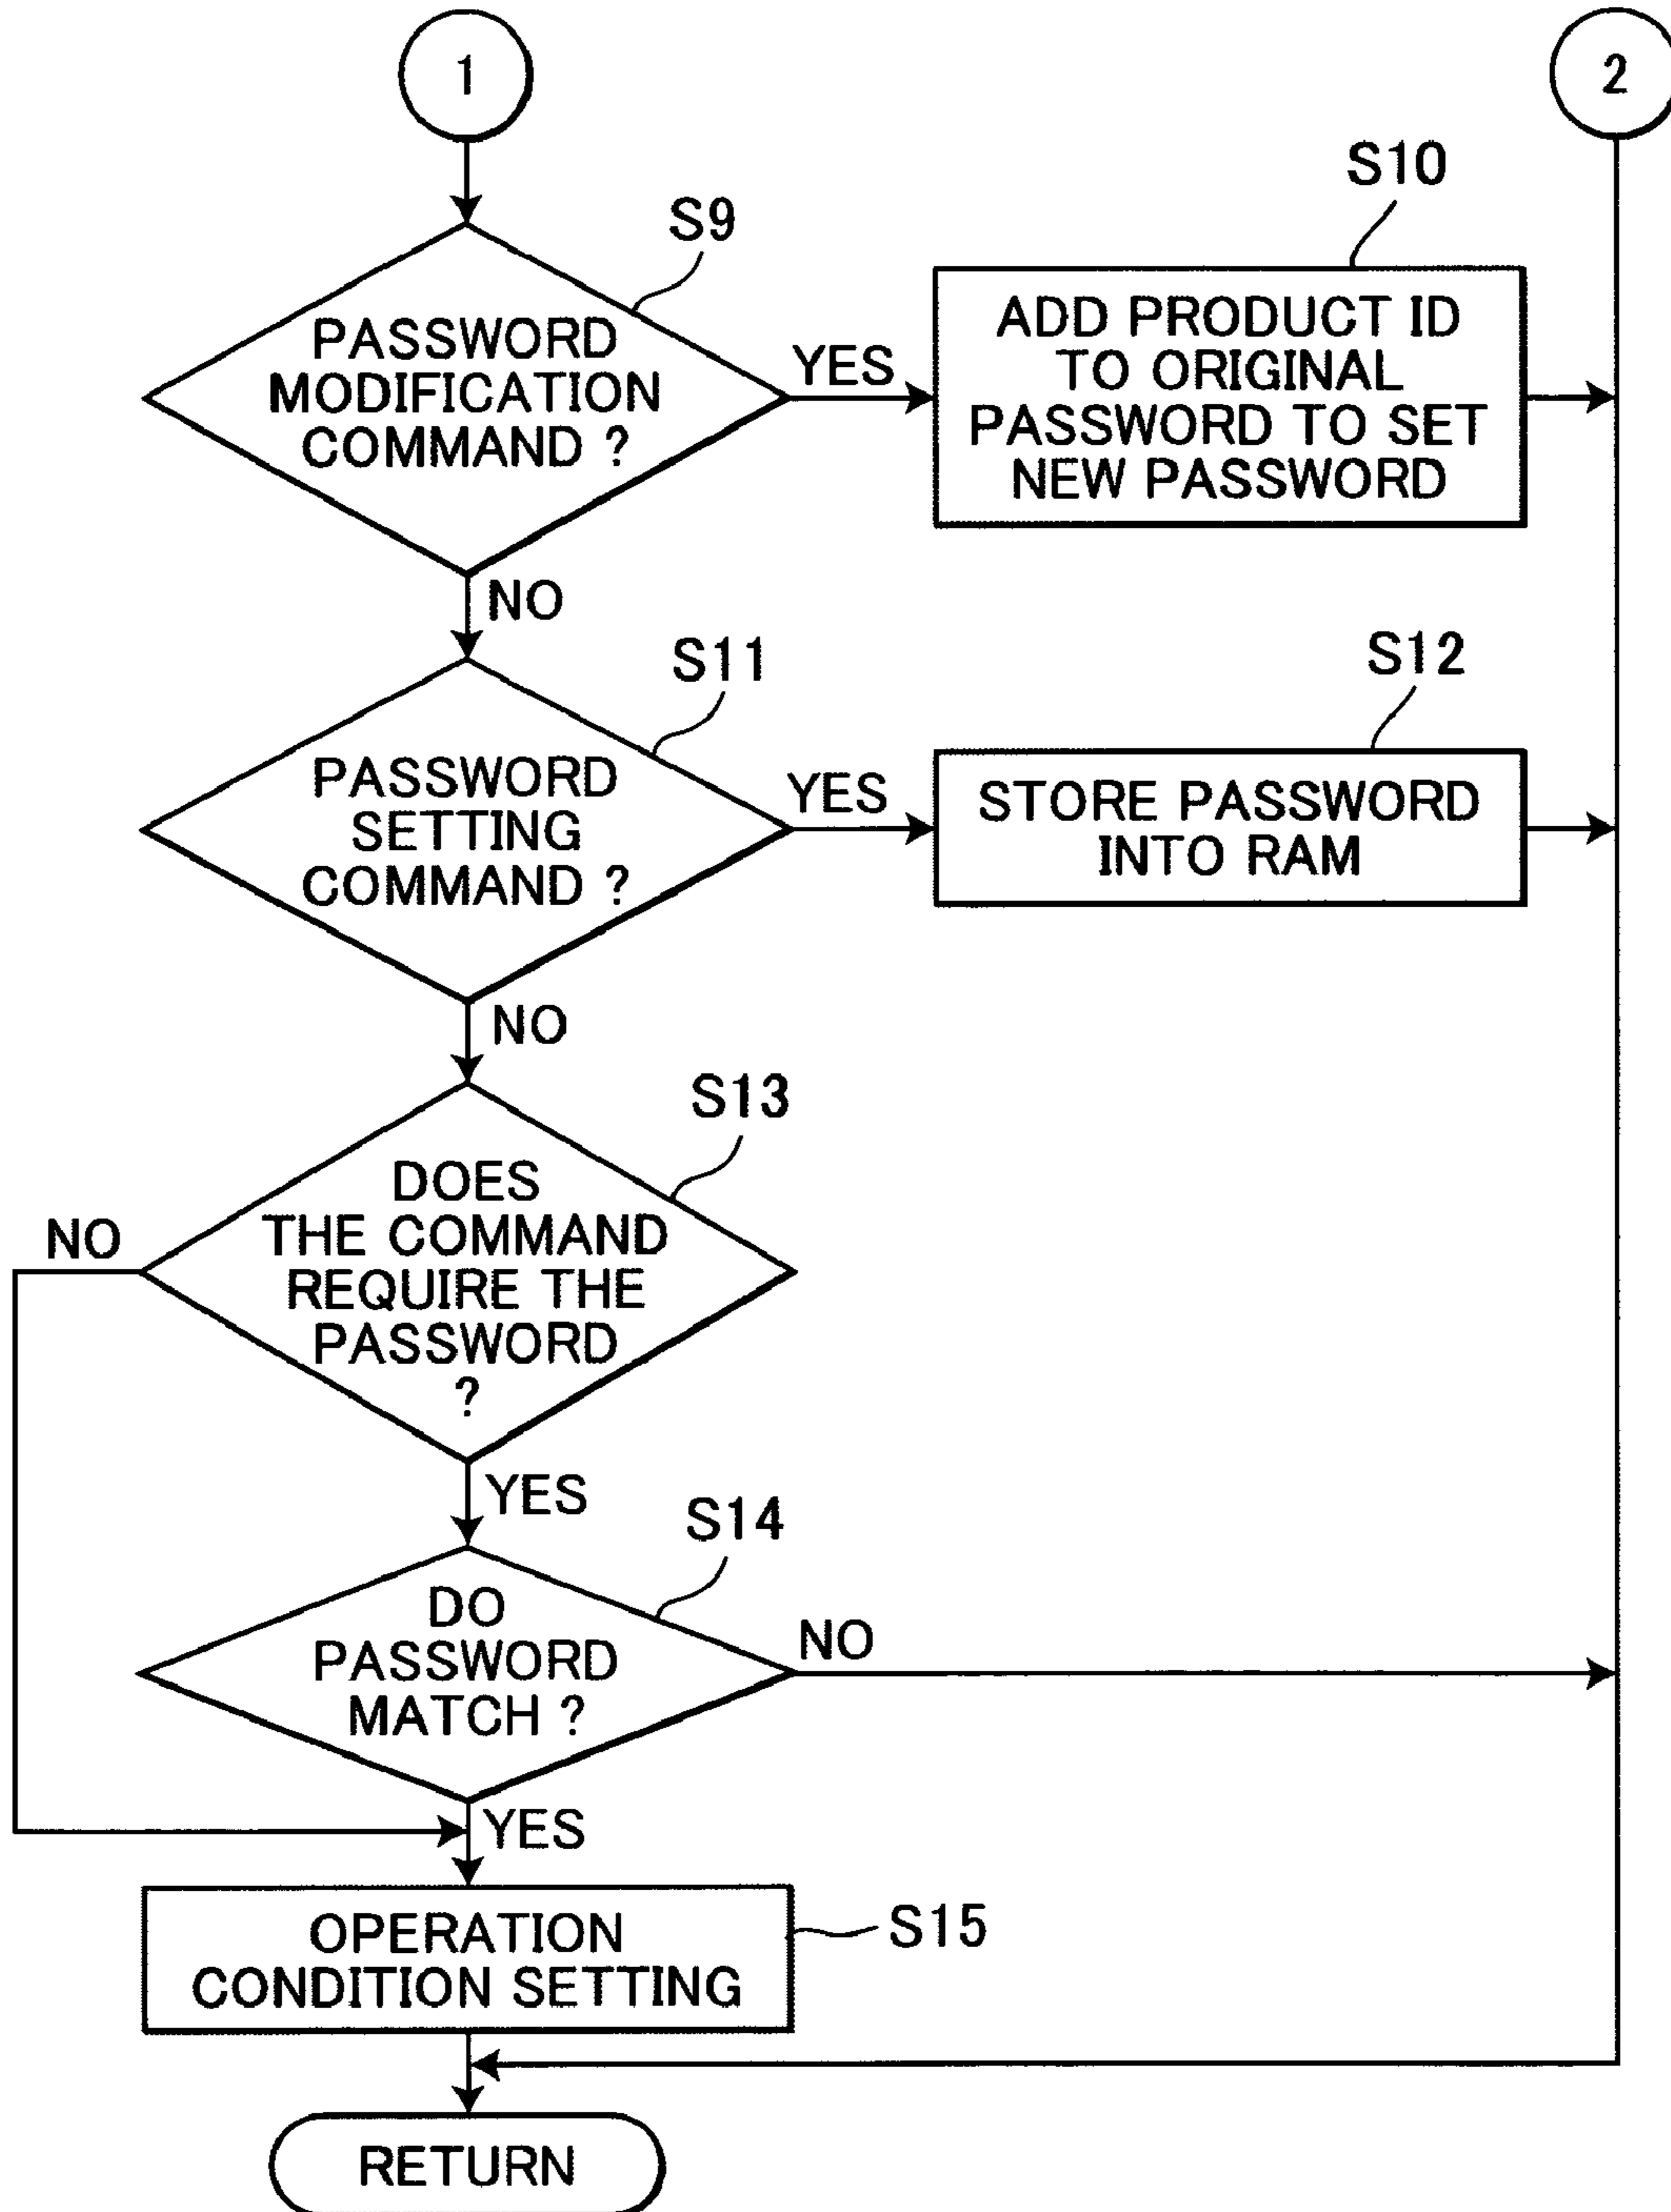 1
2
S10
S9
PASSWORD
MODIFICATION
COMMAND ?
YES
ADD PRODUCT ID
TO ORIGINAL
PASSWORD TO SET
NEW PASSWORD
NO
S11
S12
PASSWORD
SETTING
COMMAND ?
YES
STORE PASSWORD
INTO RAM
NO
S13
DOES
THE COMMAND
REQUIRE THE
PASSWORD
?
NO
YES
S14
DO
PASSWORD
MATCH ?
NO
YES
OPERATION
CONDITION SETTING
S15
RETURN